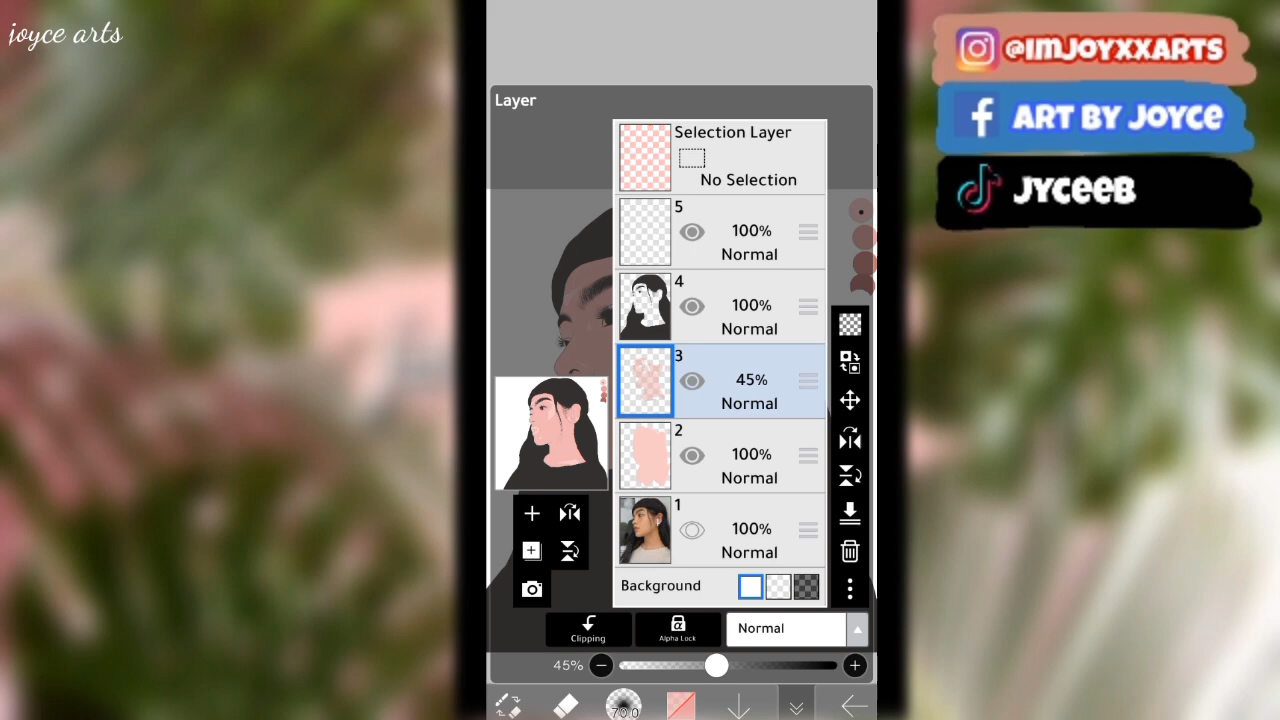 joyce arts
@IMJOYXXARTS
ART BY JOYCE
JYCEEB
Layer
Selection Layer
No Selection
5
100%
Normal
4
100%
Normal
3
45%
Normal
2
100%
Normal
1
100%
Normal
Background
Clipping
Alpha Lock
Normal
45%
70.0